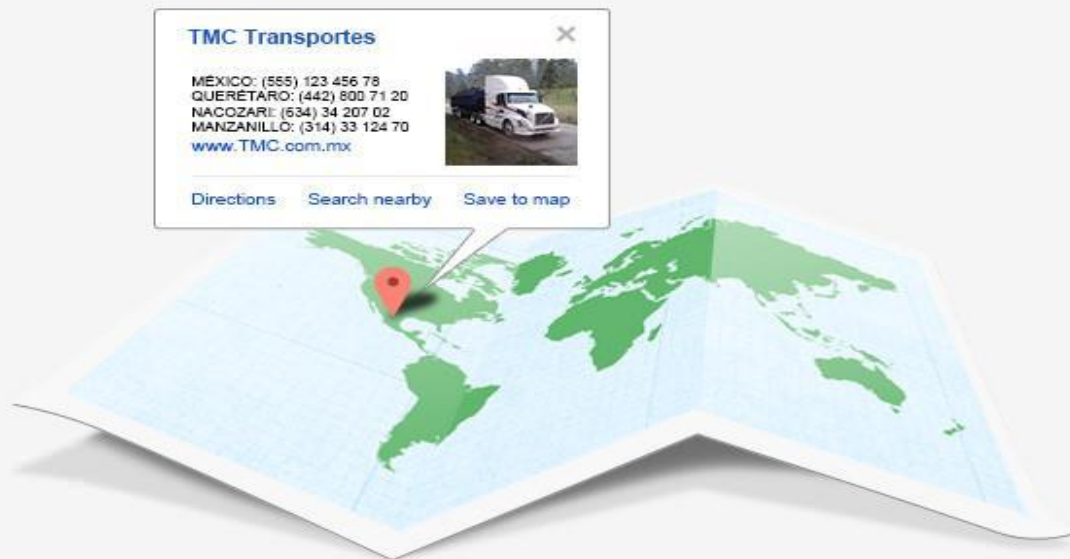 TMC Transportes
MÉXICO: (555) 123 456 78
QUERÉTARO: (442) 800 71 20
NACOZARI: (634) 34 207 02
MANZANILLO: (314) 33 124 70
www.TMC.com.mx
Directions Search nearby Save to map